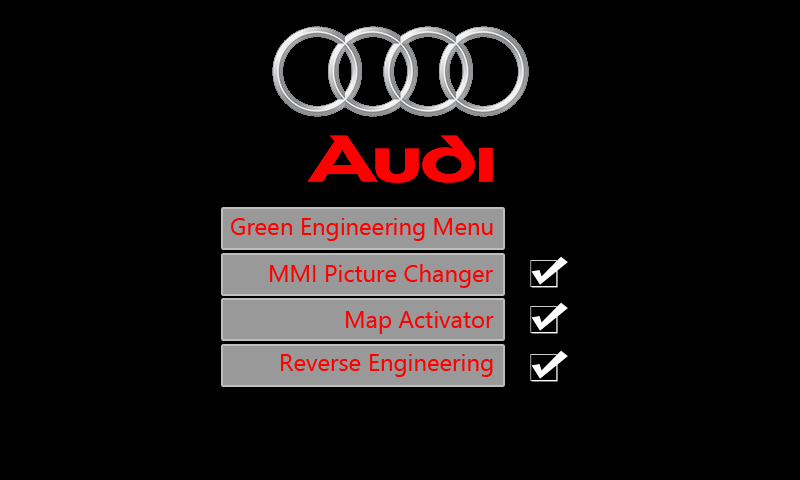 Audi
Green Engineering Menu
MMI Picture Changer
Map Activator
Reverse Engineering